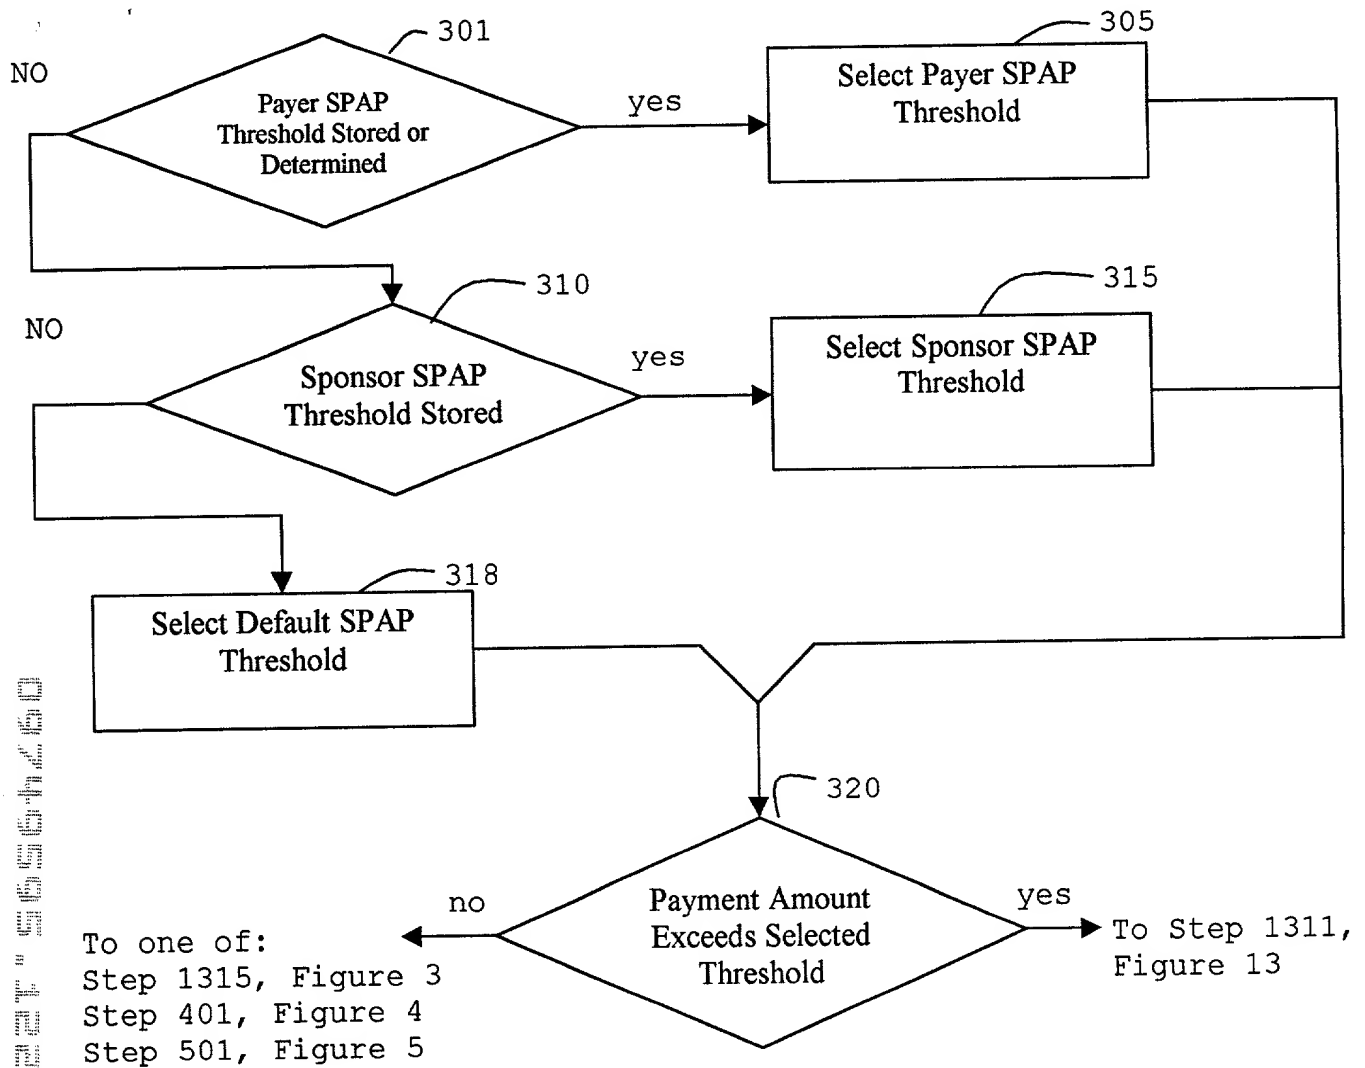 301
305
NO
Payer SPAP
Threshold Stored or
Determined
yes
Select Payer SPAP
Threshold
310
315
NO
Sponsor SPAP
Threshold Stored
yes
Select Sponsor SPAP
Threshold
318
Select Default SPAP
Threshold
320
Payment Amount
Exceeds Selected
Threshold
no
yes
To one of:
Step 1315, Figure 3
Step 401, Figure 4
Step 501, Figure 5
To Step 1311,
Figure 13